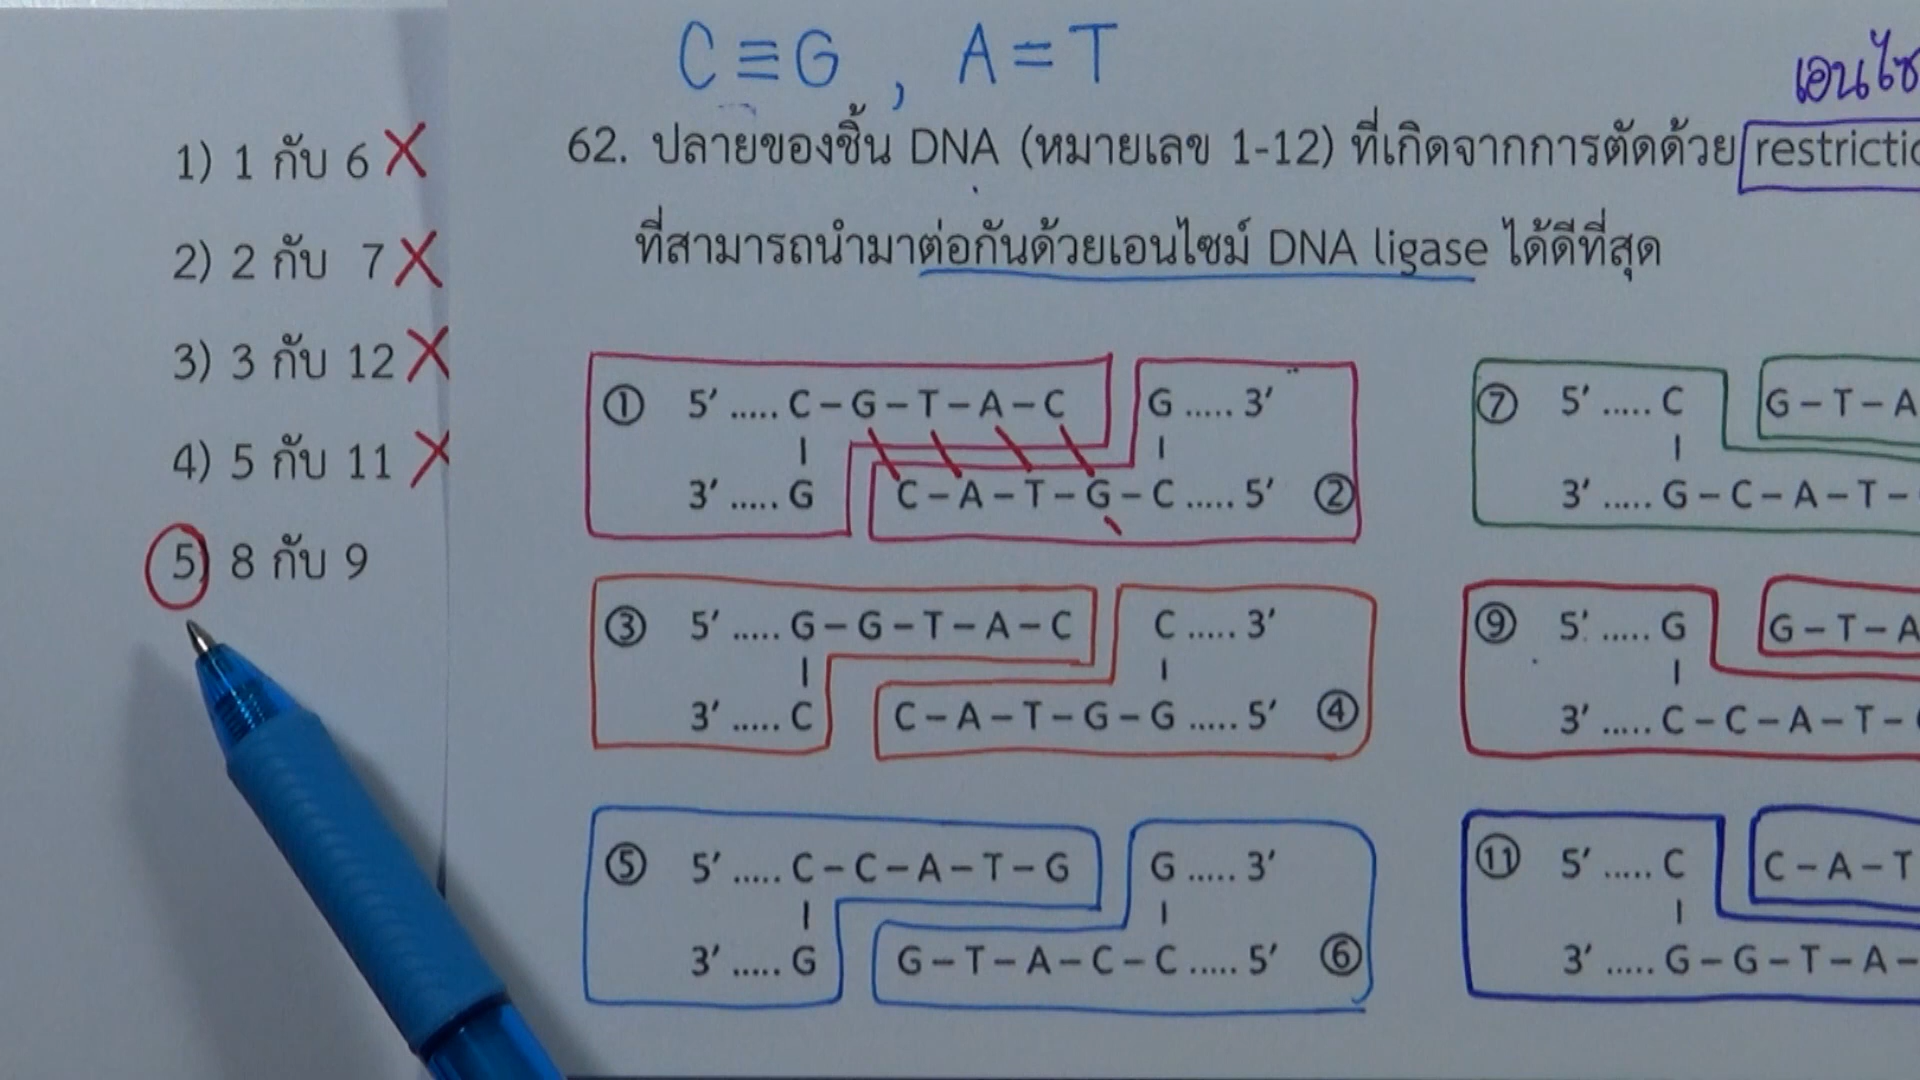 C≡G , A=T
เอนไซ
62. ปลายของชิ้น DNA (หมายเลข 1-12) ที่เกิดจากการตัดด้วย restrictio
ที่สามารถนำมาต่อกันด้วยเอนไซม์ DNA ligase ได้ดีที่สุด
1) 1 กับ 6 X
2) 2 กับ 7 X
3) 3 กับ 12 X
4) 5 กับ 11 X
5) 8 กับ 9
① 5′ ..... C – G – T – A – C G ..... 3′
3′ ..... G C – A – T – G – C ..... 5′ ②
③ 5′ ..... G – G – T – A – C C ..... 3′
3′ ..... C C – A – T – G – G ..... 5′ ④
⑤ 5′ ..... C – C – A – T – G G ..... 3′
3′ ..... G G – T – A – C – C ..... 5′ ⑥
⑦ 5′ ..... C G – T – A
3′ ..... G – C – A – T –
⑨ 5′ ..... G G – T – A
3′ ..... C – C – A – T –
⑪ 5′ ..... C C – A – T
3′ ..... G – G – T – A –